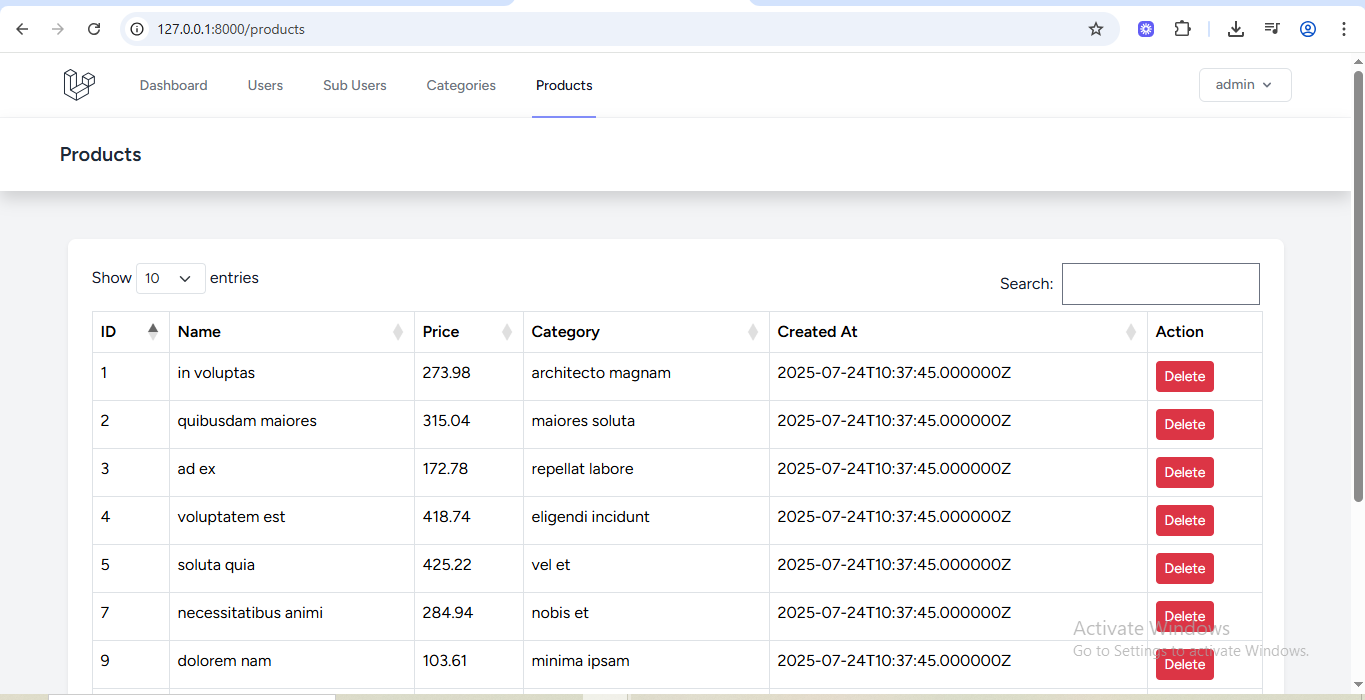 127.0.0.1:8000/products
Dashboard Users Sub Users Categories Products admin
Products
Show 10 entries Search:
ID Name Price Category Created At Action
1 in voluptas 273.98 architecto magnam 2025-07-24T10:37:45.000000Z Delete
2 quibusdam maiores 315.04 maiores soluta 2025-07-24T10:37:45.000000Z Delete
3 ad ex 172.78 repellat labore 2025-07-24T10:37:45.000000Z Delete
4 voluptatem est 418.74 eligendi incidunt 2025-07-24T10:37:45.000000Z Delete
5 soluta quia 425.22 vel et 2025-07-24T10:37:45.000000Z Delete
7 necessitatibus animi 284.94 nobis et 2025-07-24T10:37:45.000000Z Delete
Activate Windows
Go to Settings to activate Windows.
9 dolorem nam 103.61 minima ipsam 2025-07-24T10:37:45.000000Z Delete